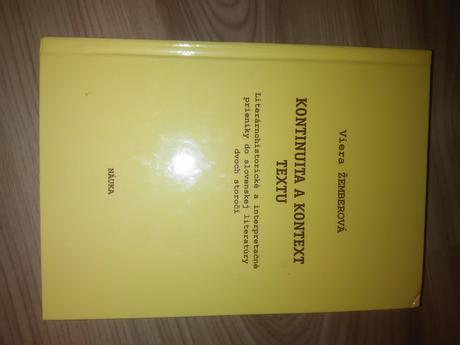 Viera ŽEMBEROVÁ
KONTINUITA A KONTEXT
TEXTU
Literárnohistorické a interpretačné
prieniky do slovenskej literatúry
dvoch storočí
NÁUKA